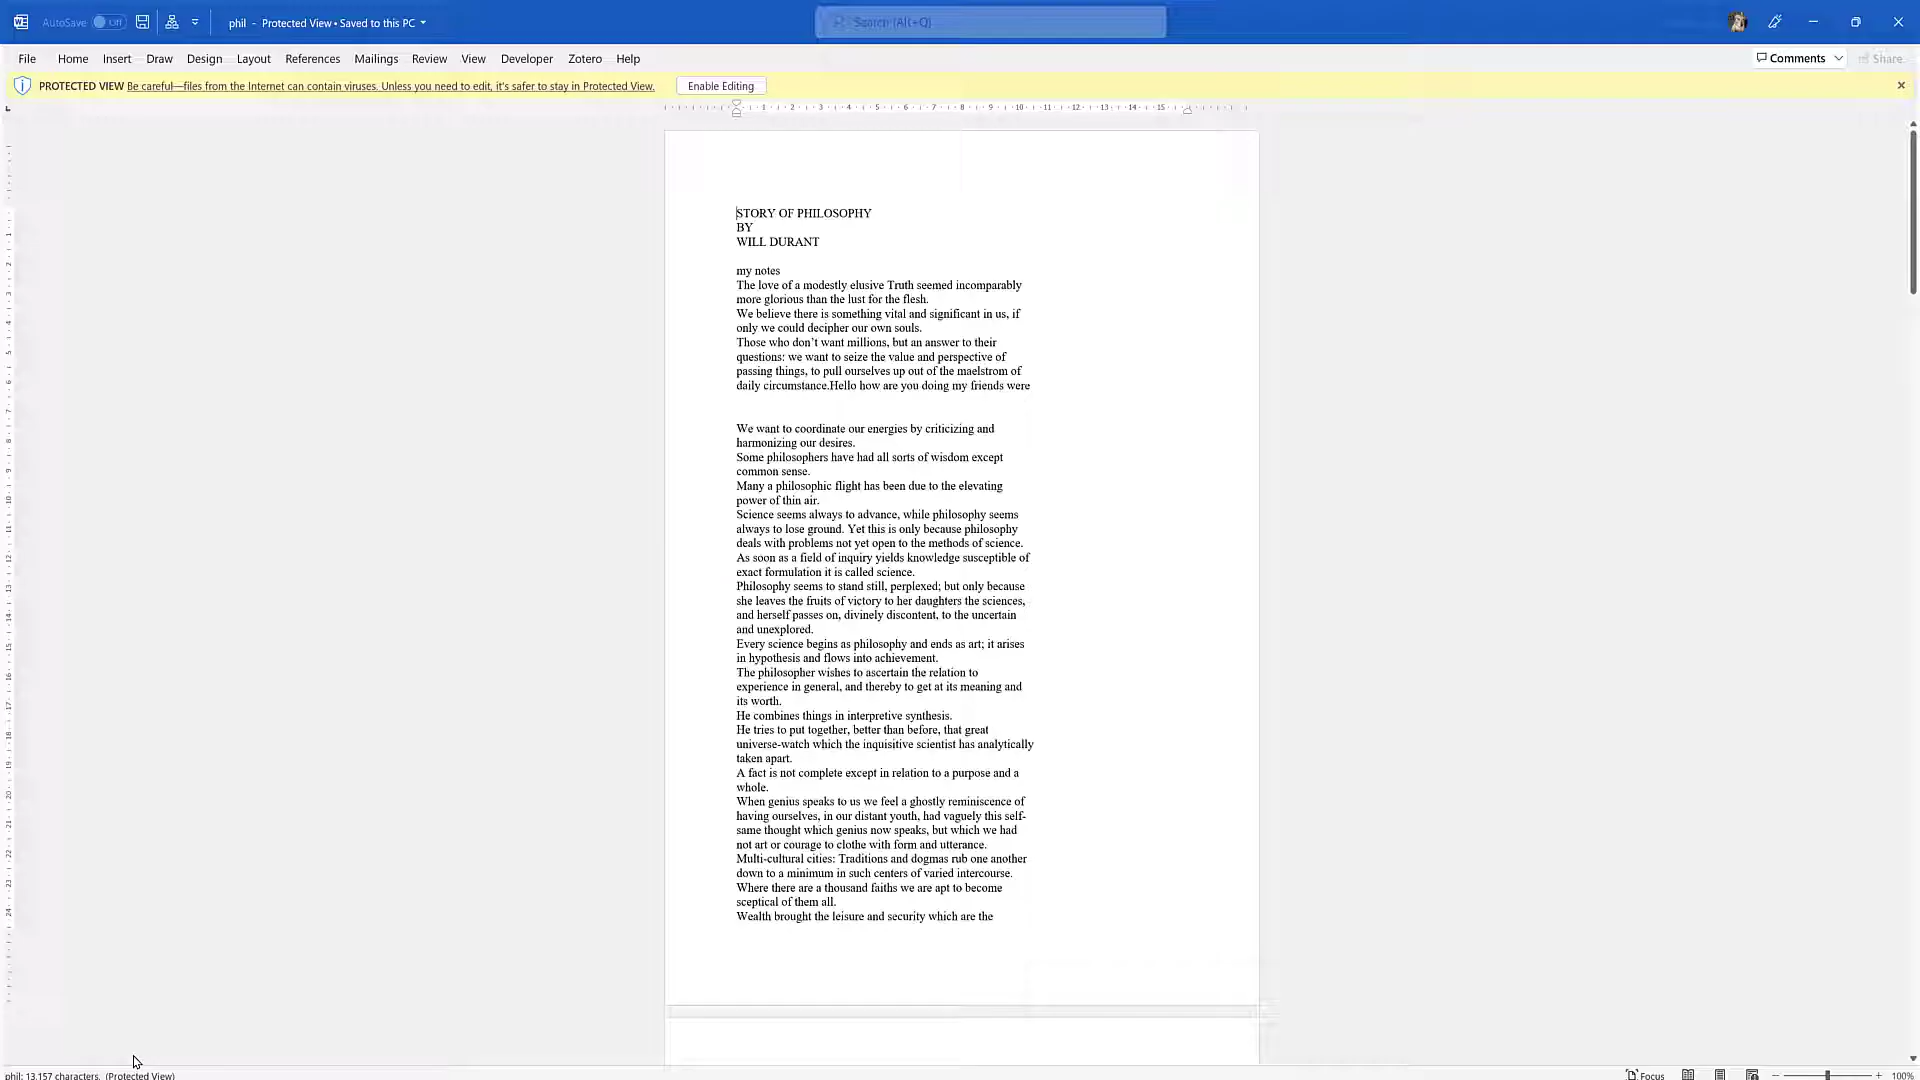 AutoSave Off phil - Protected View • Saved to this PC Search (Alt+Q)
File Home Insert Draw Design Layout References Mailings Review View Developer Zotero Help Comments Share
PROTECTED VIEW Be careful—files from the Internet can contain viruses. Unless you need to edit, it's safer to stay in Protected View. Enable Editing
1 2 3 4 5 6 7 8 9 10 11 12 13 14 15
STORY OF PHILOSOPHY
BY
WILL DURANT
my notes
The love of a modestly elusive Truth seemed incomparably
more glorious than the lust for the flesh.
We believe there is something vital and significant in us, if
only we could decipher our own souls.
Those who don’t want millions, but an answer to their
questions: we want to seize the value and perspective of
passing things, to pull ourselves up out of the maelstrom of
daily circumstance.Hello how are you doing my friends were
We want to coordinate our energies by criticizing and
harmonizing our desires.
Some philosophers have had all sorts of wisdom except
common sense.
Many a philosophic flight has been due to the elevating
power of thin air.
Science seems always to advance, while philosophy seems
always to lose ground. Yet this is only because philosophy
deals with problems not yet open to the methods of science.
As soon as a field of inquiry yields knowledge susceptible of
exact formulation it is called science.
Philosophy seems to stand still, perplexed; but only because
she leaves the fruits of victory to her daughters the sciences,
and herself passes on, divinely discontent, to the uncertain
and unexplored.
Every science begins as philosophy and ends as art; it arises
in hypothesis and flows into achievement.
The philosopher wishes to ascertain the relation to
experience in general, and thereby to get at its meaning and
its worth.
He combines things in interpretive synthesis.
He tries to put together, better than before, that great
universe-watch which the inquisitive scientist has analytically
taken apart.
A fact is not complete except in relation to a purpose and a
whole.
When genius speaks to us we feel a ghostly reminiscence of
having ourselves, in our distant youth, had vaguely this self-
same thought which genius now speaks, but which we had
not art or courage to clothe with form and utterance.
Multi-cultural cities: Traditions and dogmas rub one another
down to a minimum in such centers of varied intercourse.
Where there are a thousand faiths we are apt to become
sceptical of them all.
Wealth brought the leisure and security which are the
phil: 13,157 characters. (Protected View) Focus 100%